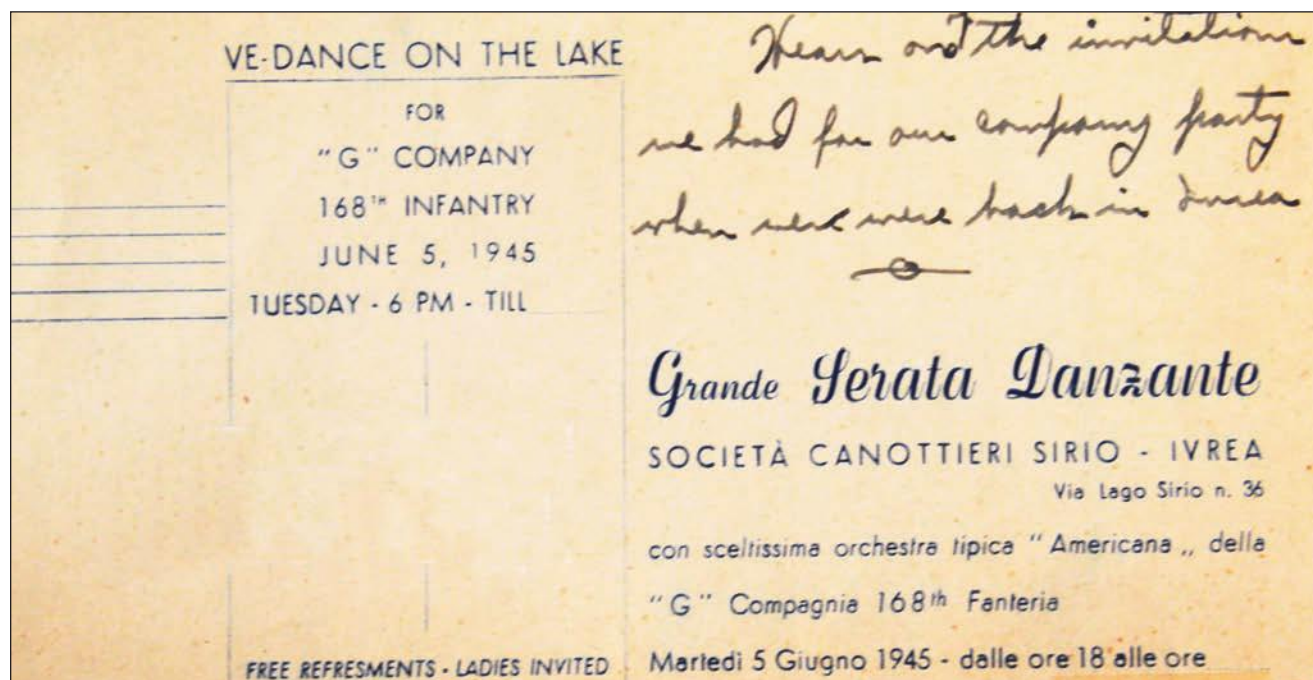 VE-DANCE ON THE LAKE
FOR
"G" COMPANY
168TH INFANTRY
JUNE 5, 1945
TUESDAY - 6 PM - TILL
FREE REFRESMENTS - LADIES INVITED
Hears the invitations
we had for our company party
when we were back in Ivrea
Grande Serata Danzante
SOCIETÀ CANOTTIERI SIRIO - IVREA
Via Lago Sirio n. 36
con sceltissima orchestra tipica "Americana„ della
"G" Compagnia 168th Fanteria
Martedì 5 Giugno 1945 - dalle ore 18 alle ore